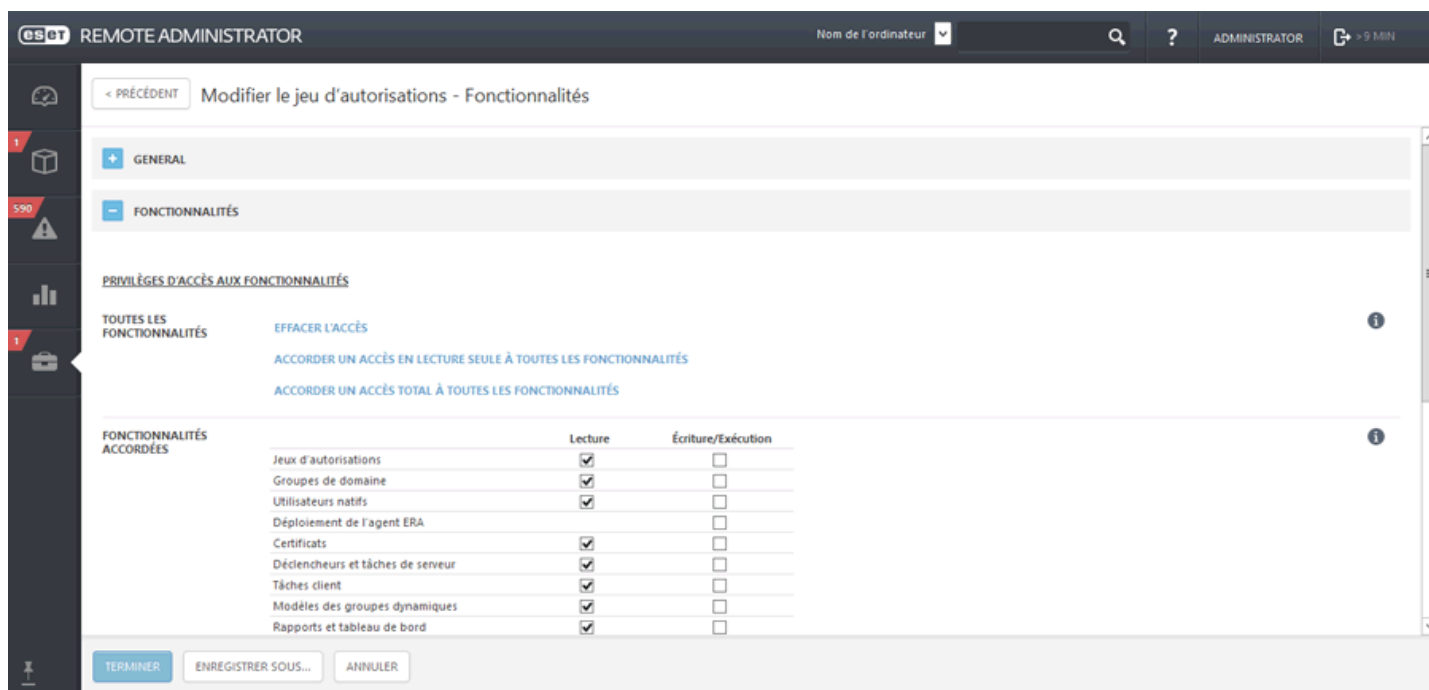 eset REMOTE ADMINISTRATOR
Nom de l'ordinateur
?
ADMINISTRATOR
>9 MIN
< PRÉCÉDENT
Modifier le jeu d'autorisations - Fonctionnalités
1
590
1
+ GENERAL
− FONCTIONNALITÉS
PRIVILÈGES D'ACCÈS AUX FONCTIONNALITÉS
TOUTES LES
FONCTIONNALITÉS
EFFACER L'ACCÈS
ACCORDER UN ACCÈS EN LECTURE SEULE À TOUTES LES FONCTIONNALITÉS
ACCORDER UN ACCÈS TOTAL À TOUTES LES FONCTIONNALITÉS
FONCTIONNALITÉS
ACCORDÉES
Lecture Écriture/Exécution
Jeux d'autorisations
Groupes de domaine
Utilisateurs natifs
Déploiement de l'agent ERA
Certificats
Déclencheurs et tâches de serveur
Tâches client
Modèles des groupes dynamiques
Rapports et tableau de bord
TERMINER
ENREGISTRER SOUS...
ANNULER